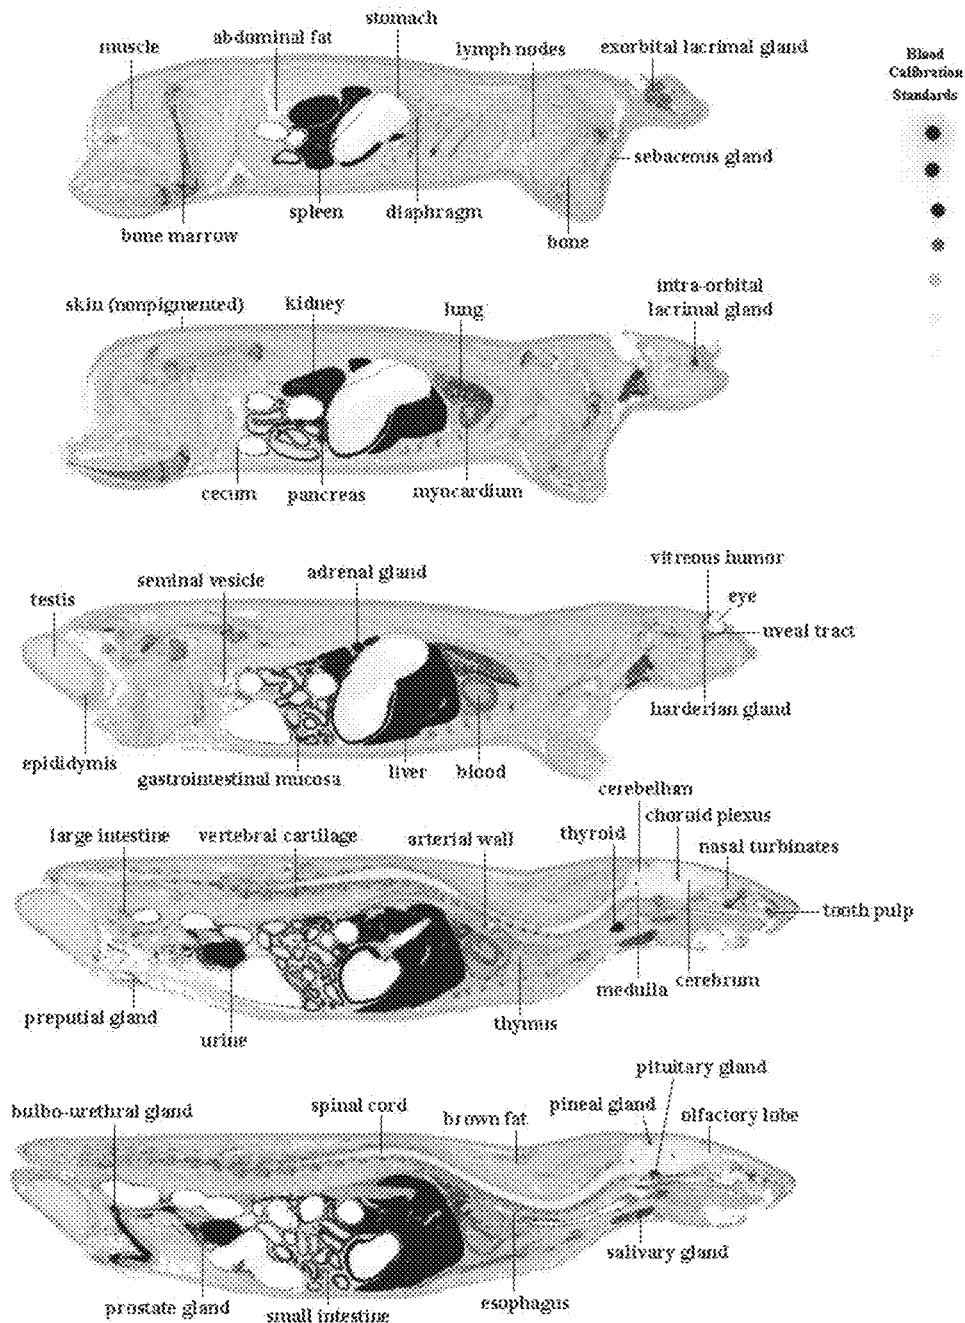 stomach
abdominal fat
muscle
lymph nodes
exorbital lacrimal gland
Blood
Calibration
Standards
sebaceous gland
spleen
diaphragm
bone marrow
bone
skin (nonpigmented)
kidney
lung
intra-orbital
lacrimal gland
cecum
pancreas
myocardium
testis
seminal vesicle
adrenal gland
vitreous humor
eye
uveal tract
harderian gland
epididymis
gastrointestinal mucosa
liver
blood
cerebellum
choroid plexus
large intestine
vertebral cartilage
arterial wall
thyroid
nasal turbinates
tooth pulp
cerebrum
medulla
preputial gland
urine
thymus
pituitary gland
bulbo-urethral gland
spinal cord
brown fat
pineal gland
olfactory lobe
salivary gland
prostate gland
small intestine
esophagus